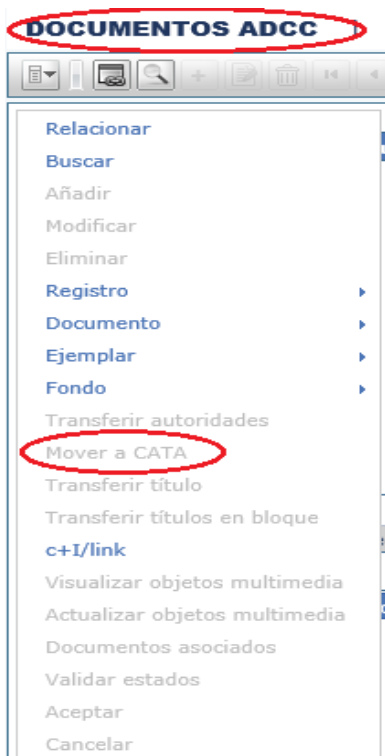 DOCUMENTOS ADCC
Relacionar
Buscar
Añadir
Modificar
Eliminar
Registro
Documento
Ejemplar
Fondo
Transferir autoridades
Mover a CATA
Transferir título
Transferir títulos en bloque
c+I/link
Visualizar objetos multimedia
Actualizar objetos multimedia
Documentos asociados
Validar estados
Aceptar
Cancelar